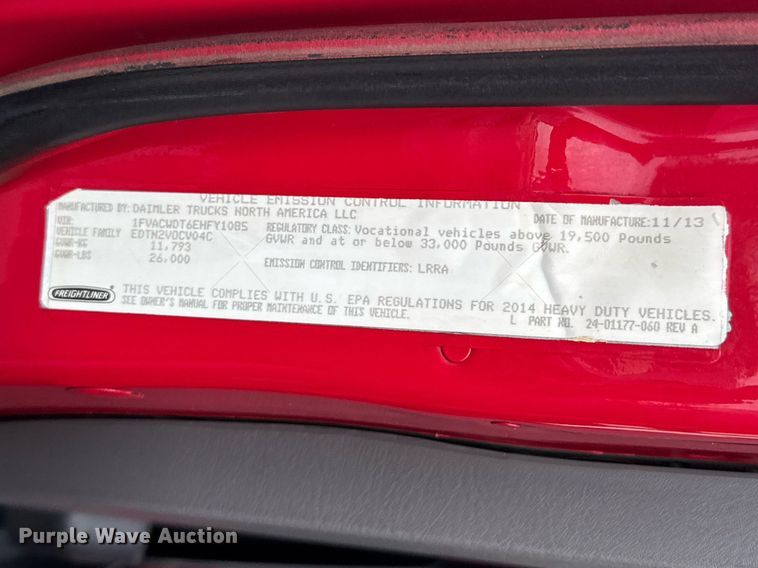 VEHICLE EMISSION CONTROL INFORMATION
MANUFACTURED BY: DAIMLER TRUCKS NORTH AMERICA LLC DATE OF MANUFACTURE: 11/13
VIN: 1FVACWDT6EHFY1085 REGULATORY CLASS: Vocational vehicles above 19,500 Pounds
VEHICLE FAMILY EDTN2VOCV04C GVWR and at or below 33,000 Pounds GVWR.
GVWR-KG 11,793
GVWR-LBS 26,000 EMISSION CONTROL IDENTIFIERS: LRRA
FREIGHTLINER THIS VEHICLE COMPLIES WITH U.S. EPA REGULATIONS FOR 2014 HEAVY DUTY VEHICLES.
SEE OWNER'S MANUAL FOR PROPER MAINTENANCE OF THIS VEHICLE. L PART NO. 24-01177-060 REV A
Purple Wave Auction